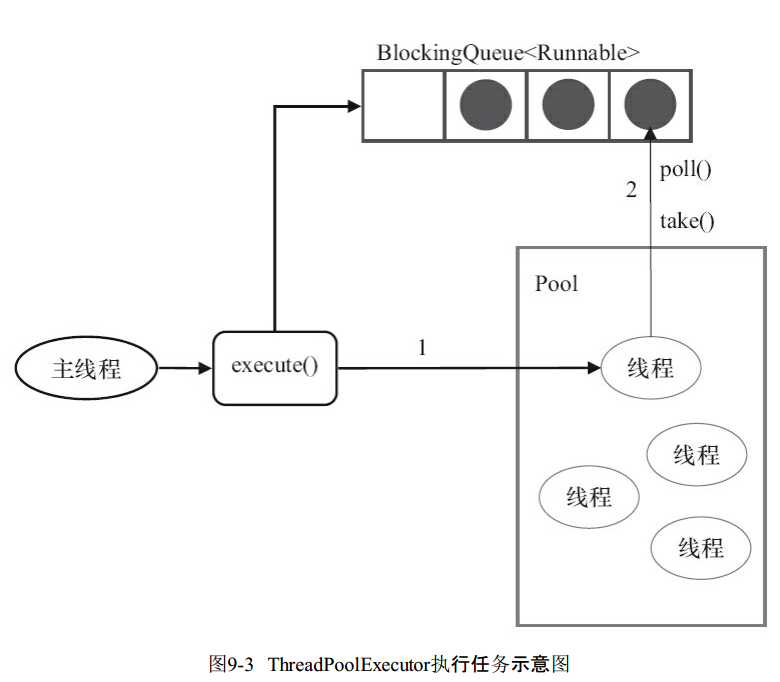 BlockingQueue<Runnable>
poll()
2
take()
Pool
主线程
execute()
1
线程
线程
线程
线程
图9-3 ThreadPoolExecutor执行任务示意图